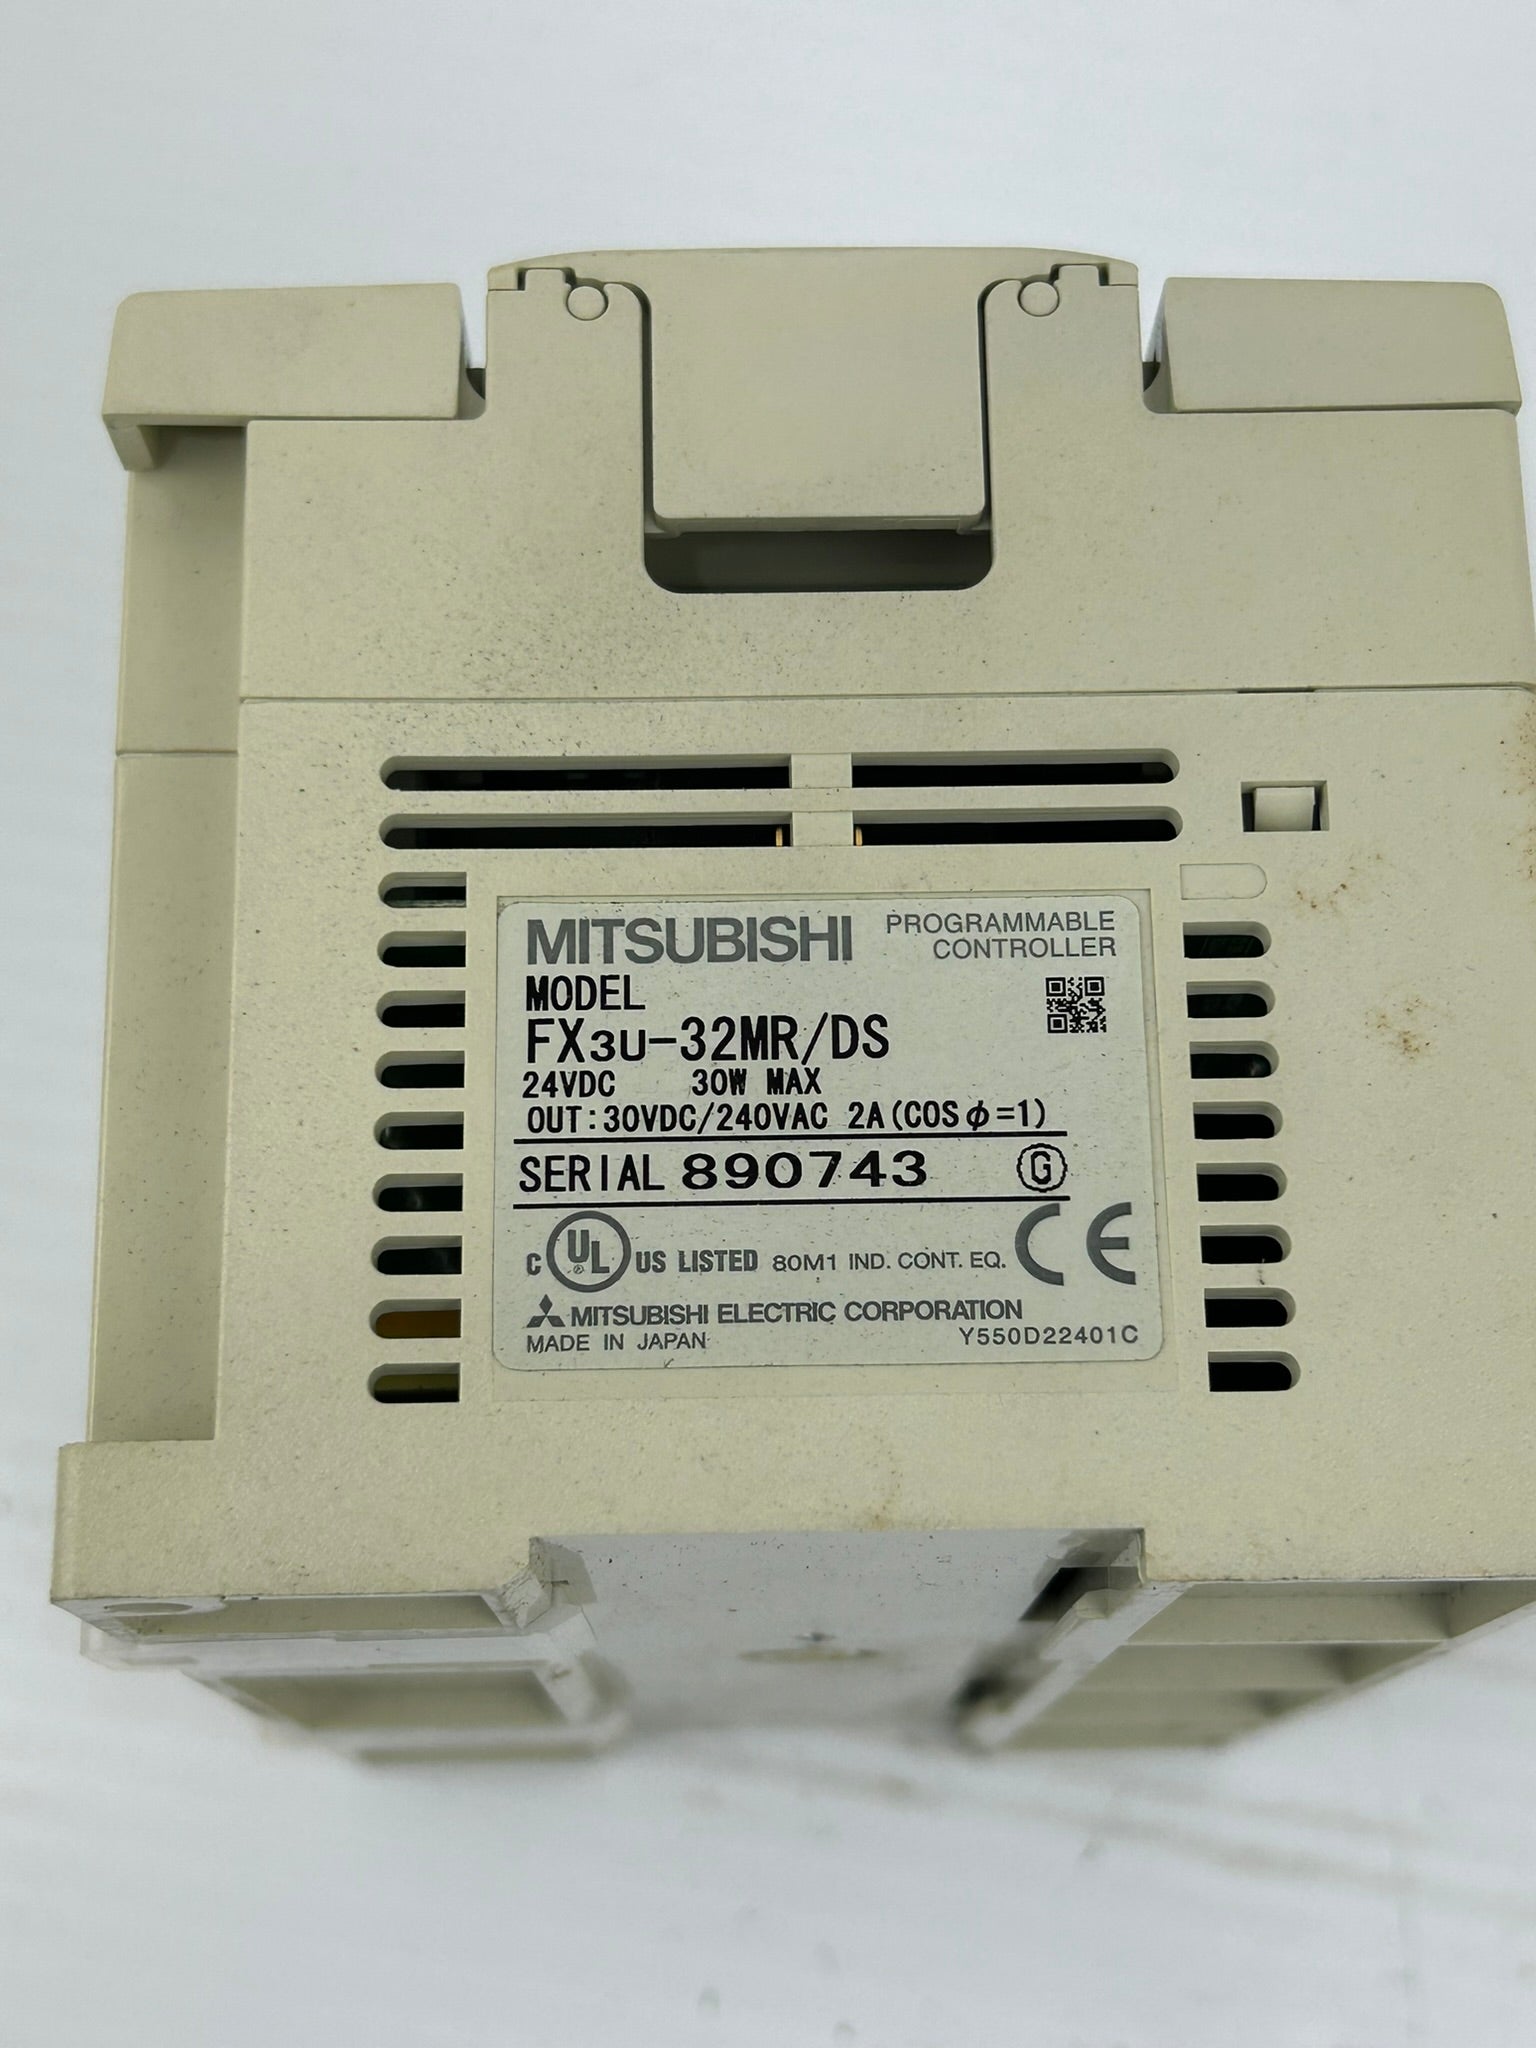 MITSUBISHI PROGRAMMABLE
CONTROLLER
MODEL
FX3U-32MR/DS
24VDC 30W MAX
OUT:30VDC/240VAC 2A(COSφ=1)
SERIAL 890743 G
C UL US LISTED 80M1 IND. CONT. EQ. CE
MITSUBISHI ELECTRIC CORPORATION
MADE IN JAPAN Y550D22401C